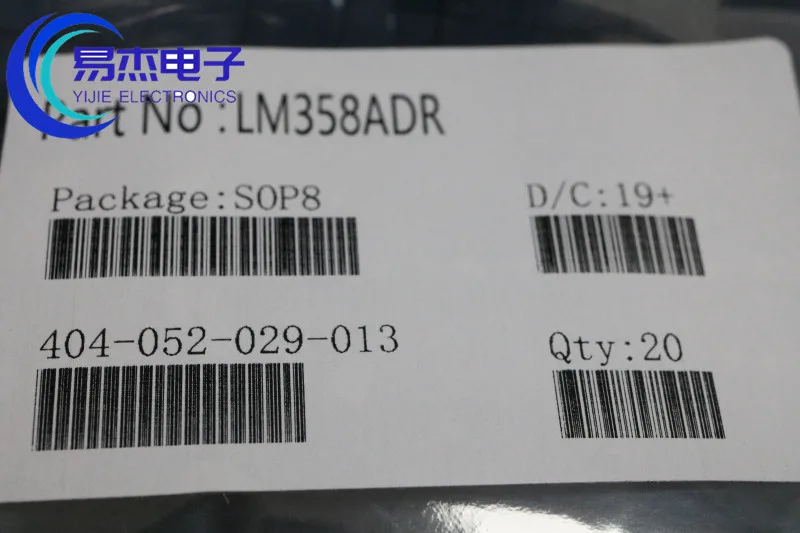 易杰电子
YIJIE ELECTRONICS
Part No :LM358ADR
Package:SOP8
D/C:19+
404-052-029-013
Qty:20